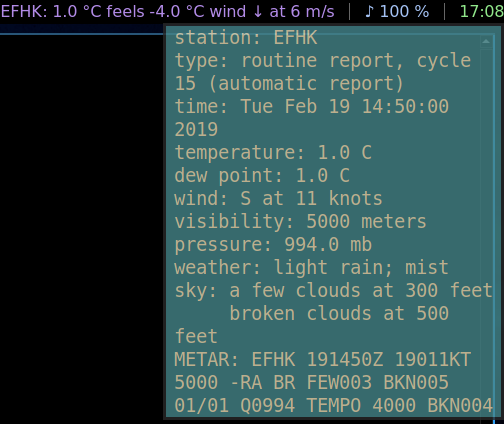 EFHK: 1.0 °C feels -4.0 °C wind ↓ at 6 m/s | ♪ 100 % | 17:08
station: EFHK
type: routine report, cycle
15 (automatic report)
time: Tue Feb 19 14:50:00
2019
temperature: 1.0 C
dew point: 1.0 C
wind: S at 11 knots
visibility: 5000 meters
pressure: 994.0 mb
weather: light rain; mist
sky: a few clouds at 300 feet
broken clouds at 500
feet
METAR: EFHK 191450Z 19011KT
5000 -RA BR FEW003 BKN005
01/01 Q0994 TEMPO 4000 BKN004